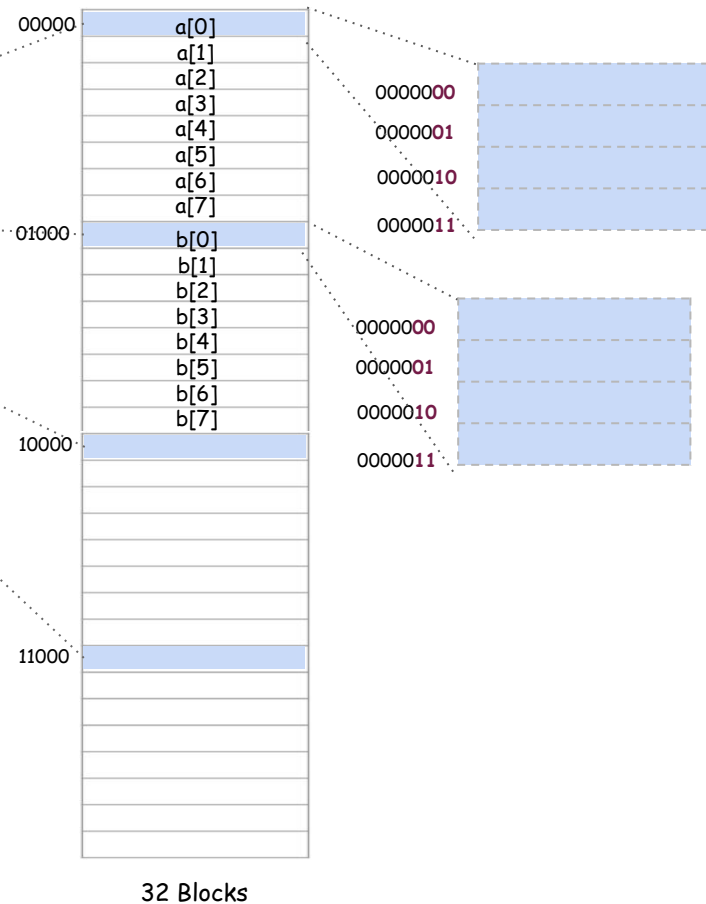 00000
a[0]
a[1]
a[2]
a[3]
a[4]
a[5]
a[6]
a[7]
01000
b[0]
b[1]
b[2]
b[3]
b[4]
b[5]
b[6]
b[7]
10000
11000
32 Blocks
0000000
0000001
0000010
0000011
0000000
0000001
0000010
0000011